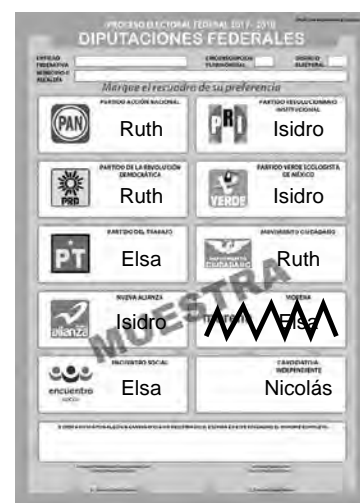 PROCESO ELECTORAL FEDERAL 2017 - 2018
DIPUTACIONES FEDERALES
ENTIDAD FEDERATIVA
CIRCUNSCRIPCIÓN PLURINOMINAL
DISTRITO ELECTORAL
MUNICIPIO O ALCALDÍA
Marque el recuadro de su preferencia
PARTIDO ACCIÓN NACIONAL
PAN
Ruth
PARTIDO REVOLUCIONARIO INSTITUCIONAL
PRI
Isidro
PARTIDO DE LA REVOLUCIÓN DEMOCRÁTICA
PRD
Ruth
PARTIDO VERDE ECOLOGISTA DE MÉXICO
VERDE
Isidro
PARTIDO DEL TRABAJO
PT
Elsa
MOVIMIENTO CIUDADANO
MOVIMIENTO CIUDADANO
Ruth
NUEVA ALIANZA
alianza
Isidro
MORENA
morena
Elsa
ENCUENTRO SOCIAL
encuentro social
Elsa
CANDIDATO/A INDEPENDIENTE
Nicolás
MUESTRA